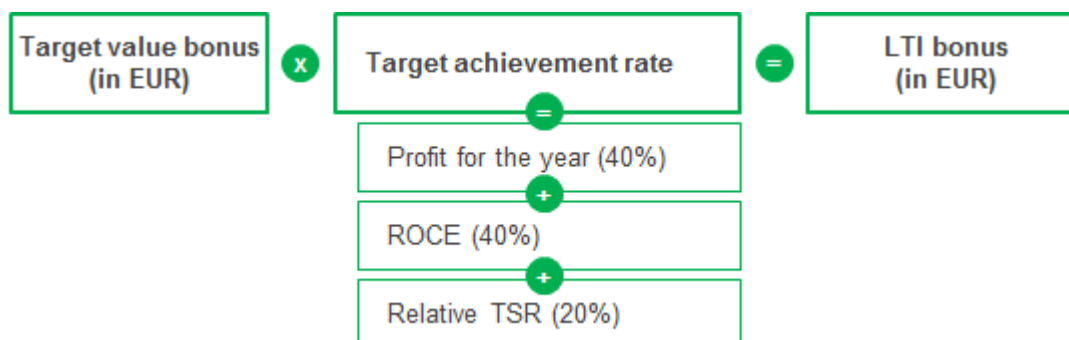 Target value bonus
(in EUR)
x
Target achievement rate
=
LTI bonus
(in EUR)
=
Profit for the year (40%)
+
ROCE (40%)
+
Relative TSR (20%)